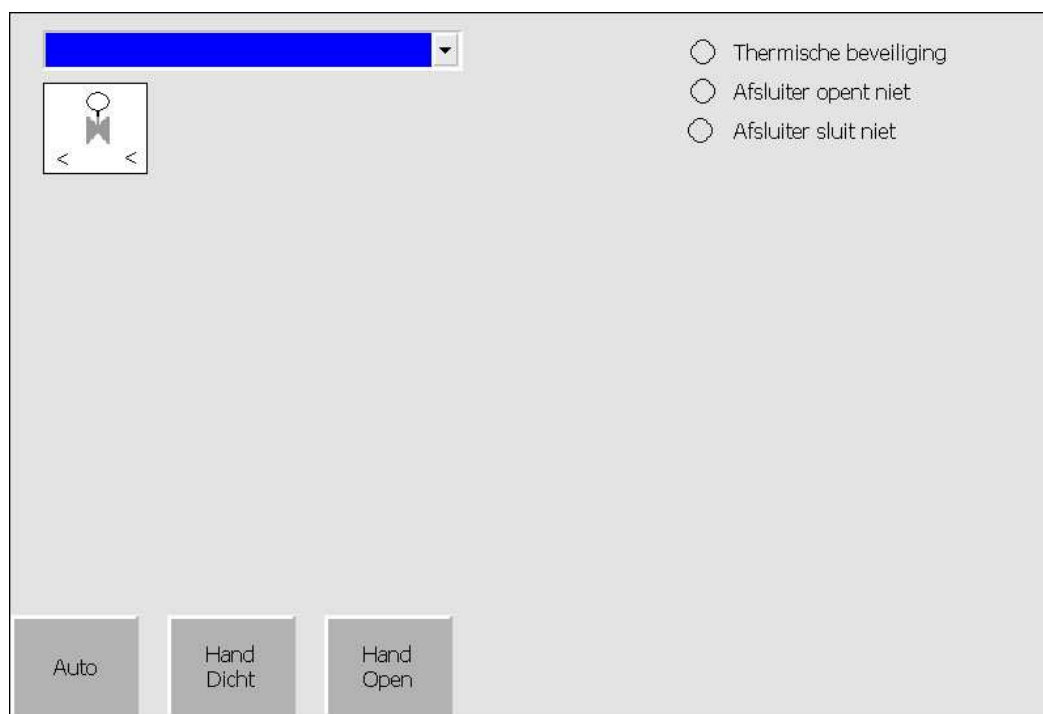 Thermische beveiliging
Afsluiter opent niet
Afsluiter sluit niet
< <
Auto
Hand
Dicht
Hand
Open